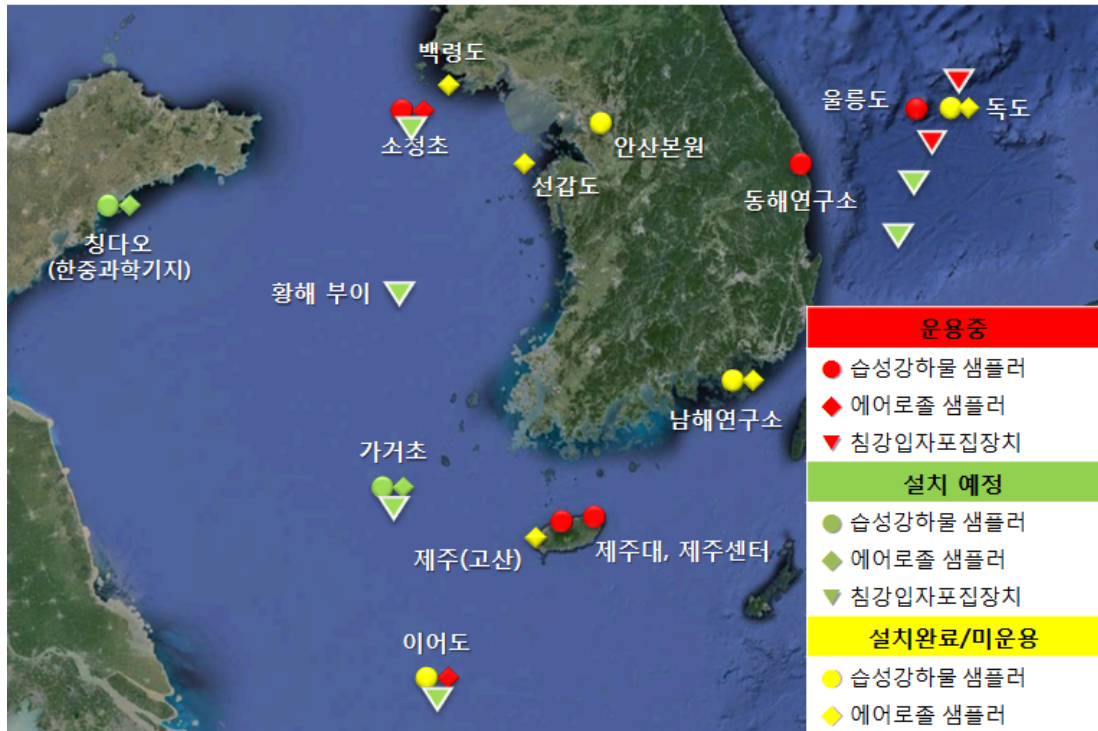 백령도
울릉도
독도
소청초
안산본원
선갑도
동해연구소
칭다오
(한중과학기지)
황해 부이
운용중
습성강하물 샘플러
에어로졸 샘플러
침강입자포집장치
남해연구소
가거초
설치 예정
습성강하물 샘플러
에어로졸 샘플러
침강입자포집장치
제주(고산)
제주대, 제주센터
이어도
설치완료/미운용
습성강하물 샘플러
에어로졸 샘플러